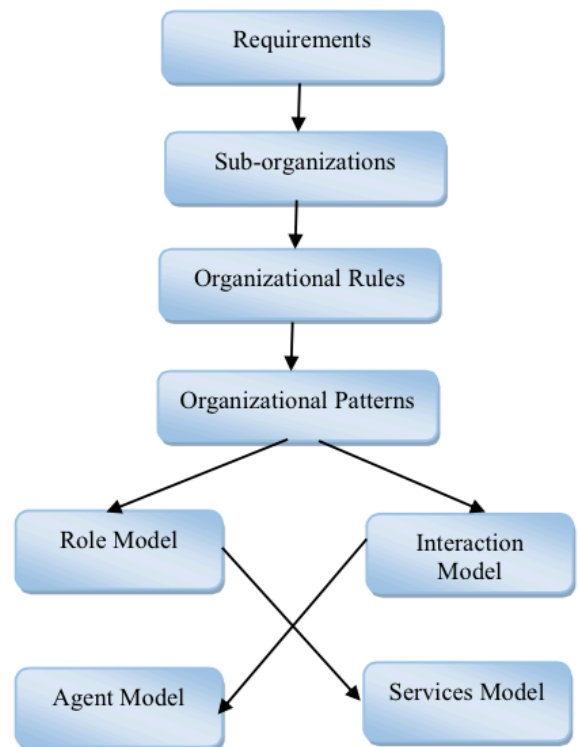 Requirements
Sub-organizations
Organizational Rules
Organizational Patterns
Role Model
Interaction
Model
Agent Model
Services Model